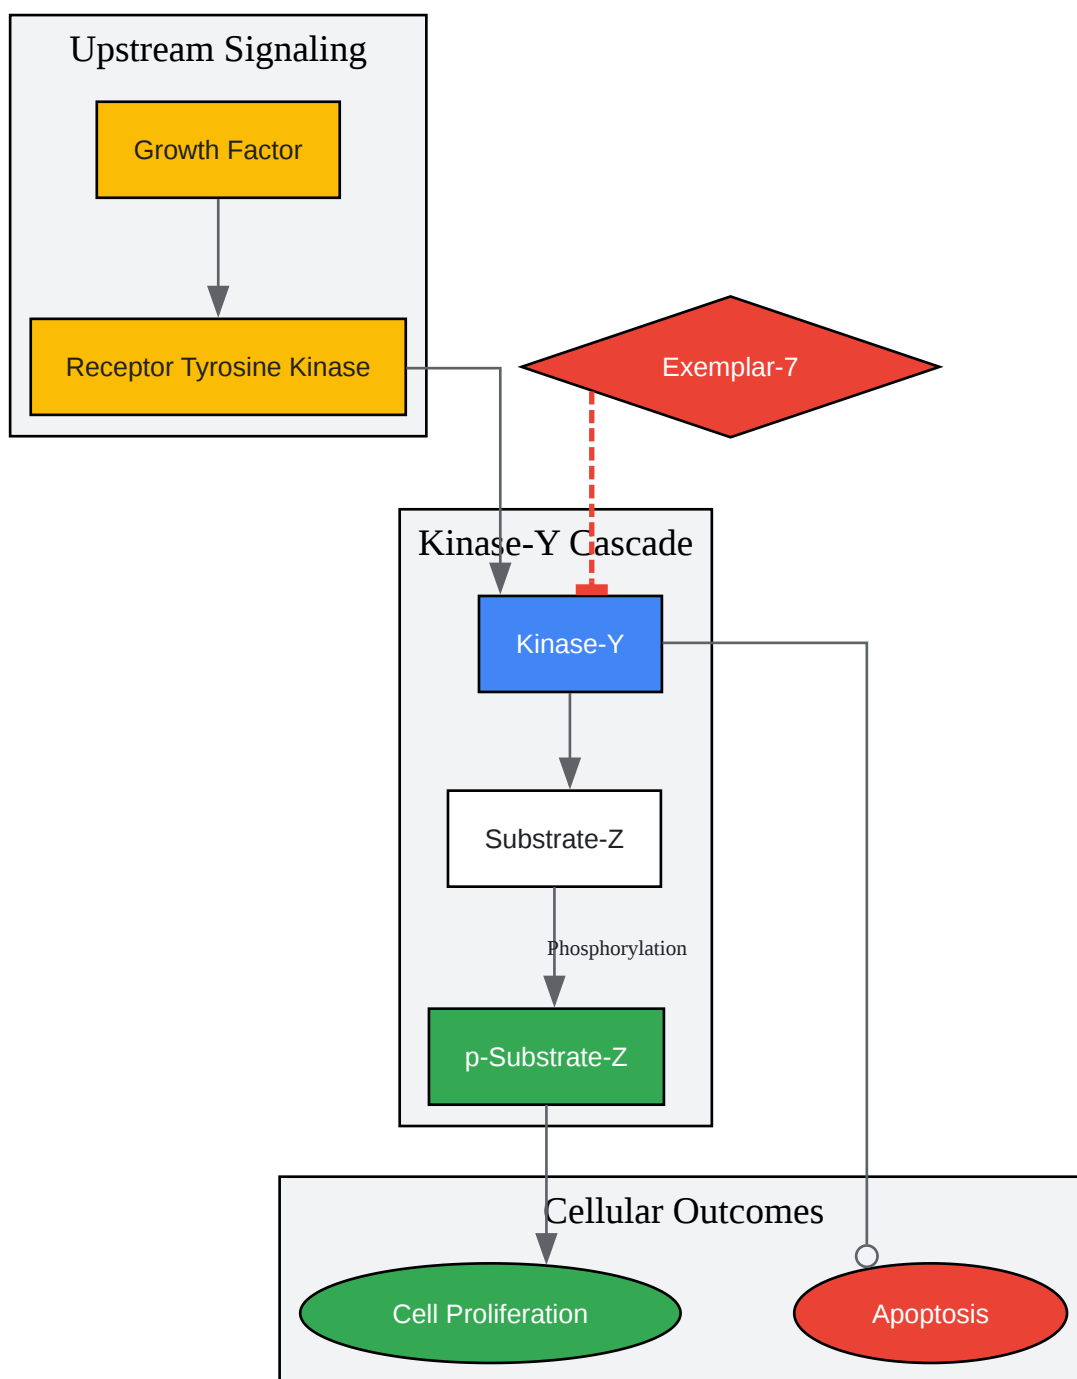 Upstream Signaling
Growth Factor
Receptor Tyrosine Kinase
Exemplar-7
Kinase-Y Cascade
Kinase-Y
Substrate-Z
Phosphorylation
p-Substrate-Z
Cellular Outcomes
Cell Proliferation
Apoptosis